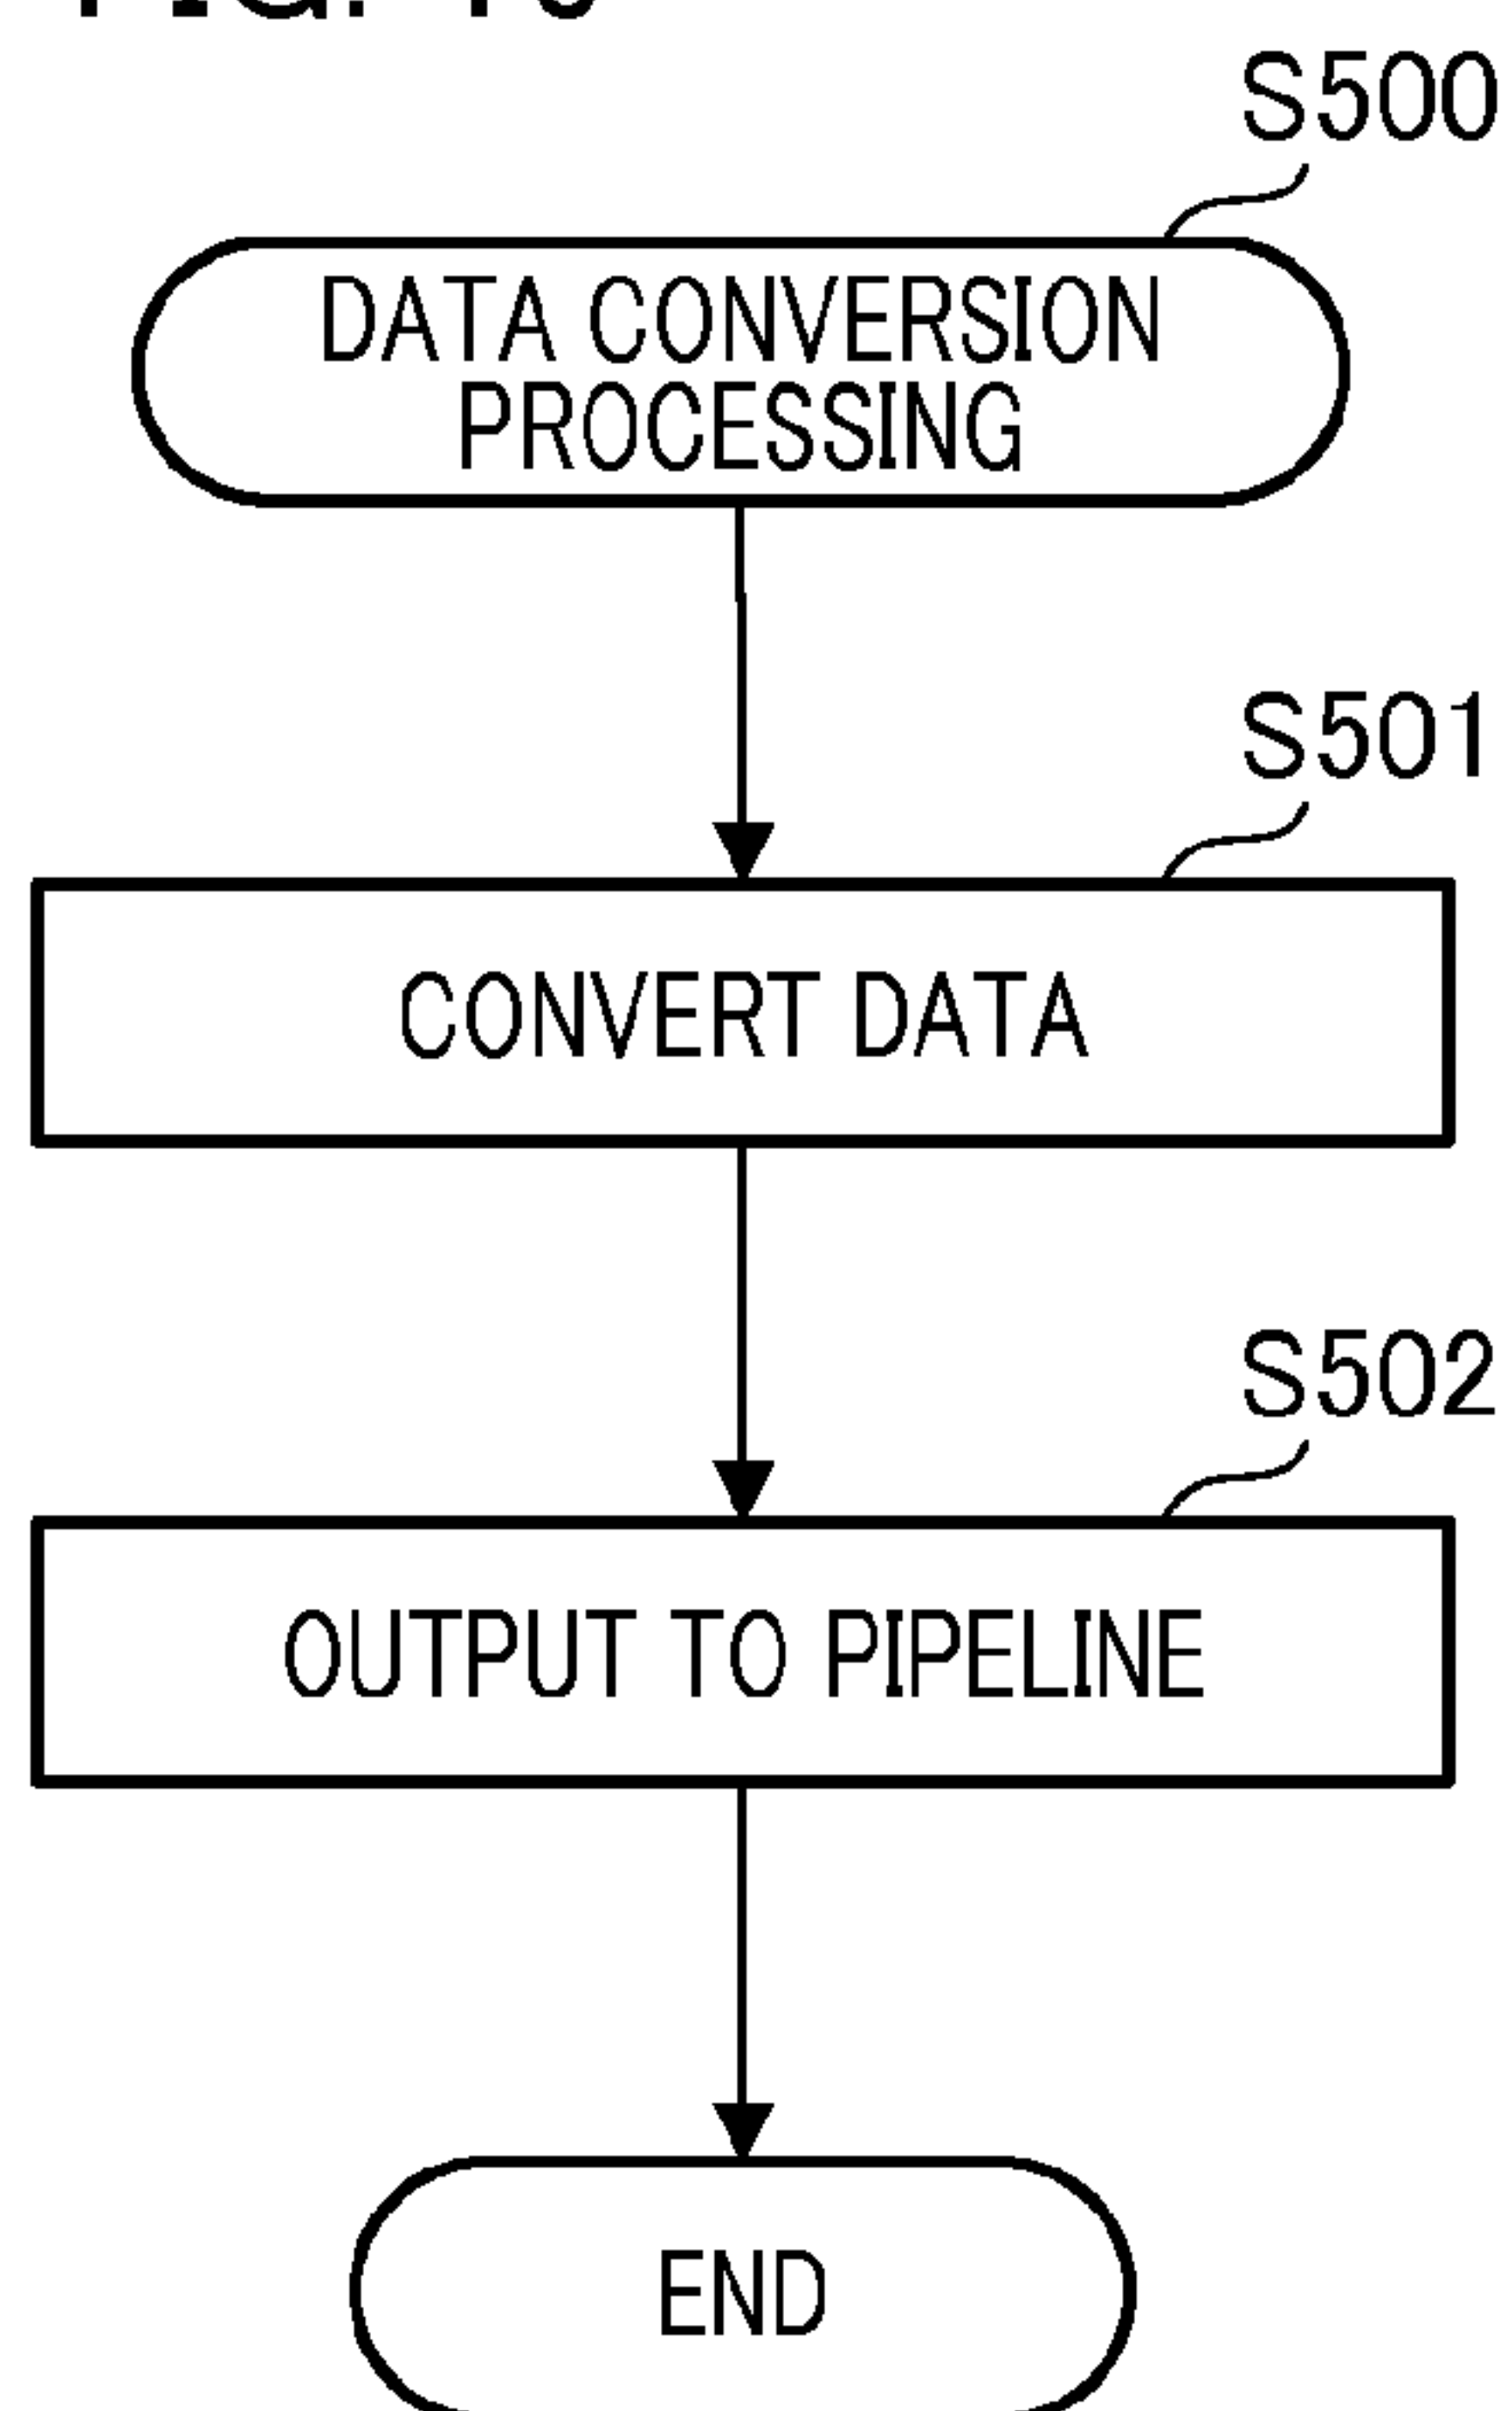 S500
DATA CONVERSION
PROCESSING
S501
CONVERT DATA
S502
OUTPUT TO PIPELINE
END